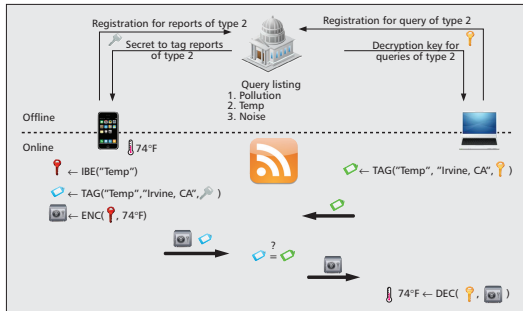 Registration for reports of type 2
Registration for query of type 2
Secret to tag reports
of type 2
Decryption key for
queries of type 2
Query listing
1. Pollution
2. Temp
3. Noise
Offline
Online
74°F
← IBE("Temp")
← TAG("Temp","Irvine, CA", )
← ENC( , 74°F)
← TAG("Temp", "Irvine, CA", )
?
=
74°F ← DEC( , )